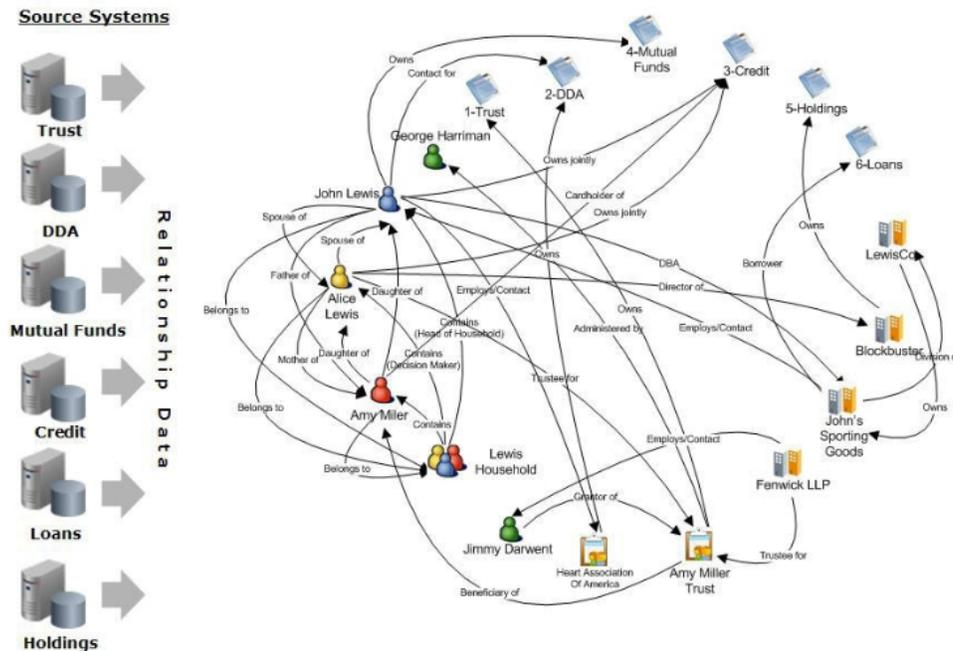 Source Systems
Trust
DDA
Mutual Funds
Credit
Loans
Holdings
Relationship Data
4-Mutual
Funds
3-Credit
2-DDA
1-Trust
5-Holdings
6-Loans
Owns
Contact for
George Harriman
John Lewis
Owns jointly
Cardholder of
Owns jointly
Spouse of
Spouse of
Father of
Alice
Lewis
Daughter of
Belongs to
Employs/Contact
Contains
(Head of Household)
Owns
Owns
Administered by
DBA
Director of
Employs/Contact
Borrower
Owns
LewisCo
Blockbuster
Division o
Owns
Mother of
Daughter of
Contains
(Decision Maker)
Trustee for
Amy Miler
Belongs to
Contains
Belongs to
Lewis
Household
John's
Sporting
Goods
Employs/Contact
Fenwick LLP
Grantor of
Jimmy Darwent
Heart Association
Of America
Amy Miller
Trust
Trustee for
Beneficiary of